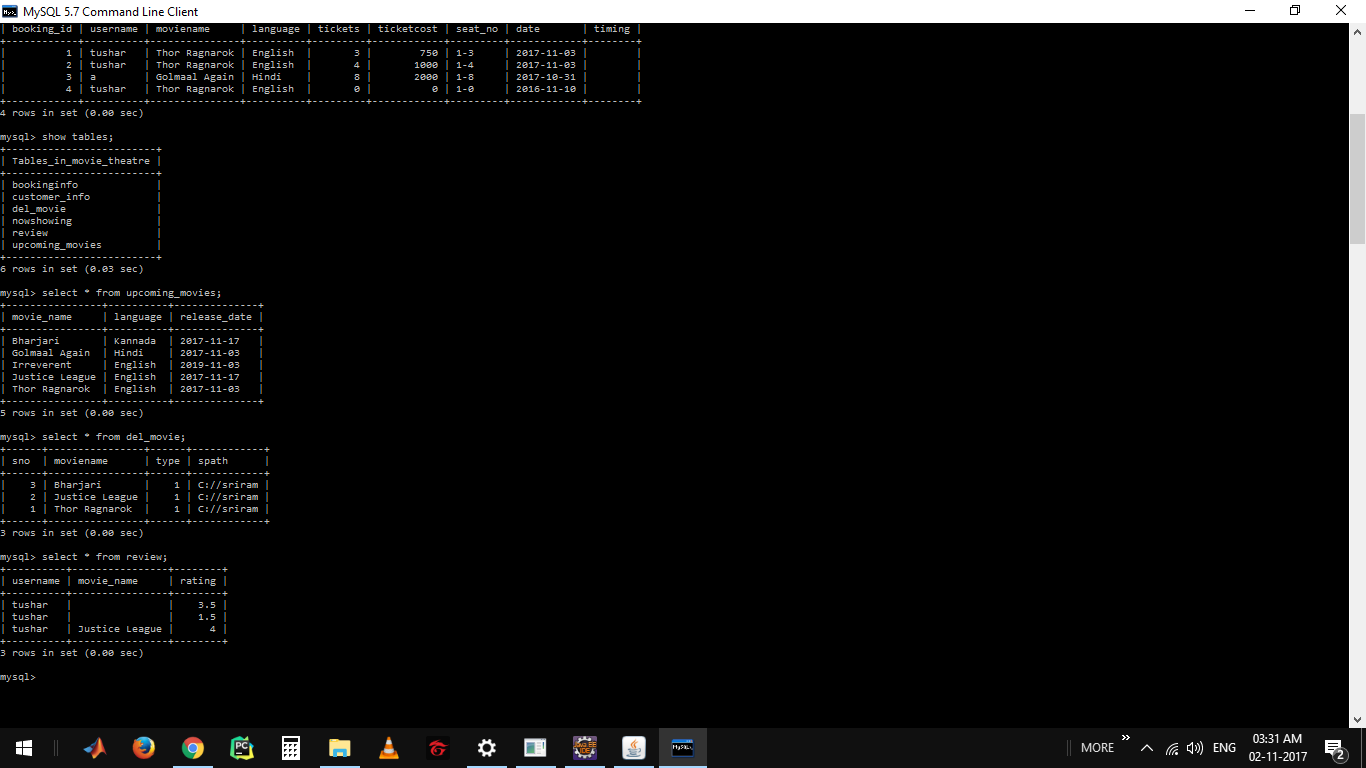 MySQL 5.7 Command Line Client
| booking_id | username | moviename | language | tickets | ticketcost | seat_no | date | timing |
| 1 | tushar | Thor Ragnarok | English | 3 | 750 | 1-3 | 2017-11-03 | |
| 2 | tushar | Thor Ragnarok | English | 4 | 1000 | 1-4 | 2017-11-03 | |
| 3 | a | Golmaal Again | Hindi | 8 | 2000 | 1-8 | 2017-10-31 | |
| 4 | tushar | Thor Ragnarok | English | 0 | 0 | 1-0 | 2016-11-10 | |
4 rows in set (0.00 sec)
mysql> show tables;
| Tables_in_movie_theatre |
| bookinginfo |
| customer_info |
| del_movie |
| nowshowing |
| review |
| upcoming_movies |
6 rows in set (0.03 sec)
mysql> select * from upcoming_movies;
| movie_name | language | release_date |
| Bharjari | Kannada | 2017-11-17 |
| Golmaal Again | Hindi | 2017-11-03 |
| Irreverent | English | 2019-11-03 |
| Justice League | English | 2017-11-17 |
| Thor Ragnarok | English | 2017-11-03 |
5 rows in set (0.00 sec)
mysql> select * from del_movie;
| sno | moviename | type | spath |
| 3 | Bharjari | 1 | C://sriram |
| 2 | Justice League | 1 | C://sriram |
| 1 | Thor Ragnarok | 1 | C://sriram |
3 rows in set (0.00 sec)
mysql> select * from review;
| username | movie_name | rating |
| tushar | | 3.5 |
| tushar | | 1.5 |
| tushar | Justice League | 4 |
3 rows in set (0.00 sec)
mysql>
MORE
ENG
03:31 AM
02-11-2017
2
PC
Java EE
IDE
MySQL